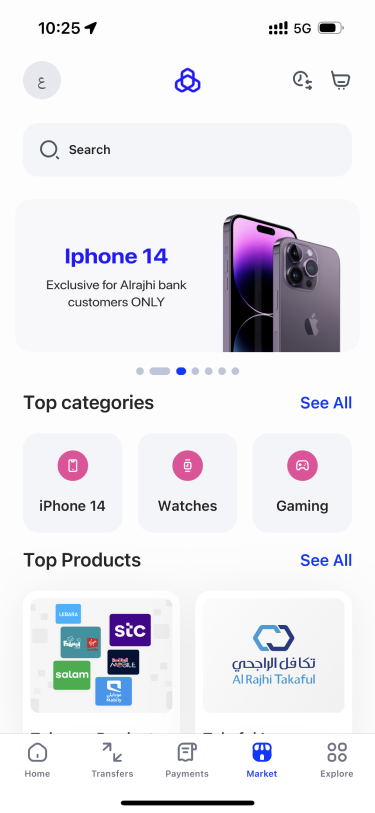 10:25
5G
ع
Search
Iphone 14
Exclusive for Alrajhi bank
customers ONLY
Top categories
See All
iPhone 14
Watches
Gaming
Top Products
See All
LEBARA
stc
Friendi
Virgin
Red Bull
MOBILE
salam
موبايلي
Mobily
تكافل الراجحي
Al Rajhi Takaful
Home
Transfers
Payments
Market
Explore